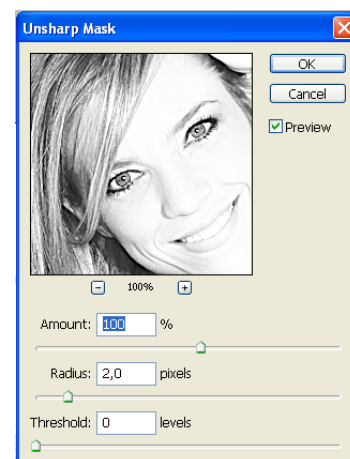 Unsharp Mask
OK
Cancel
Preview
100%
Amount: 100 %
Radius: 2,0 pixels
Threshold: 0 levels